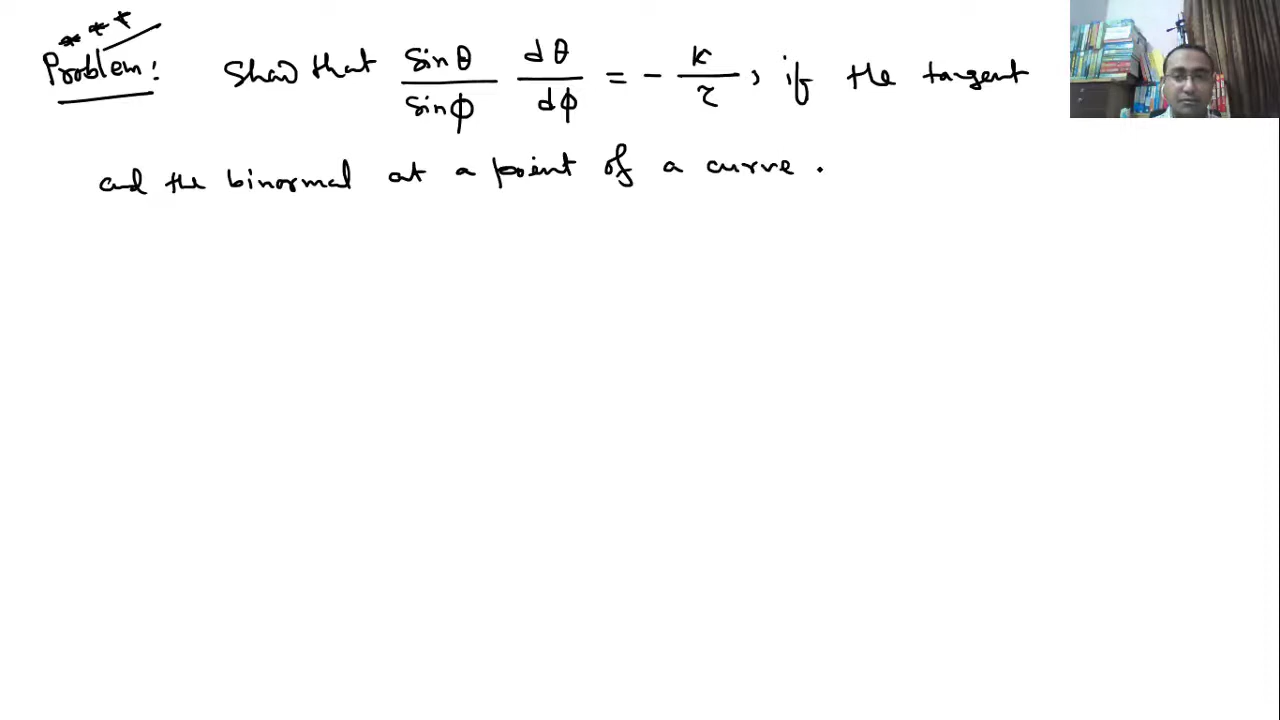 Problem: Show that sinθ/sinφ dθ/dφ = - κ/τ, if the tangent
and the binormal at a point of a curve.